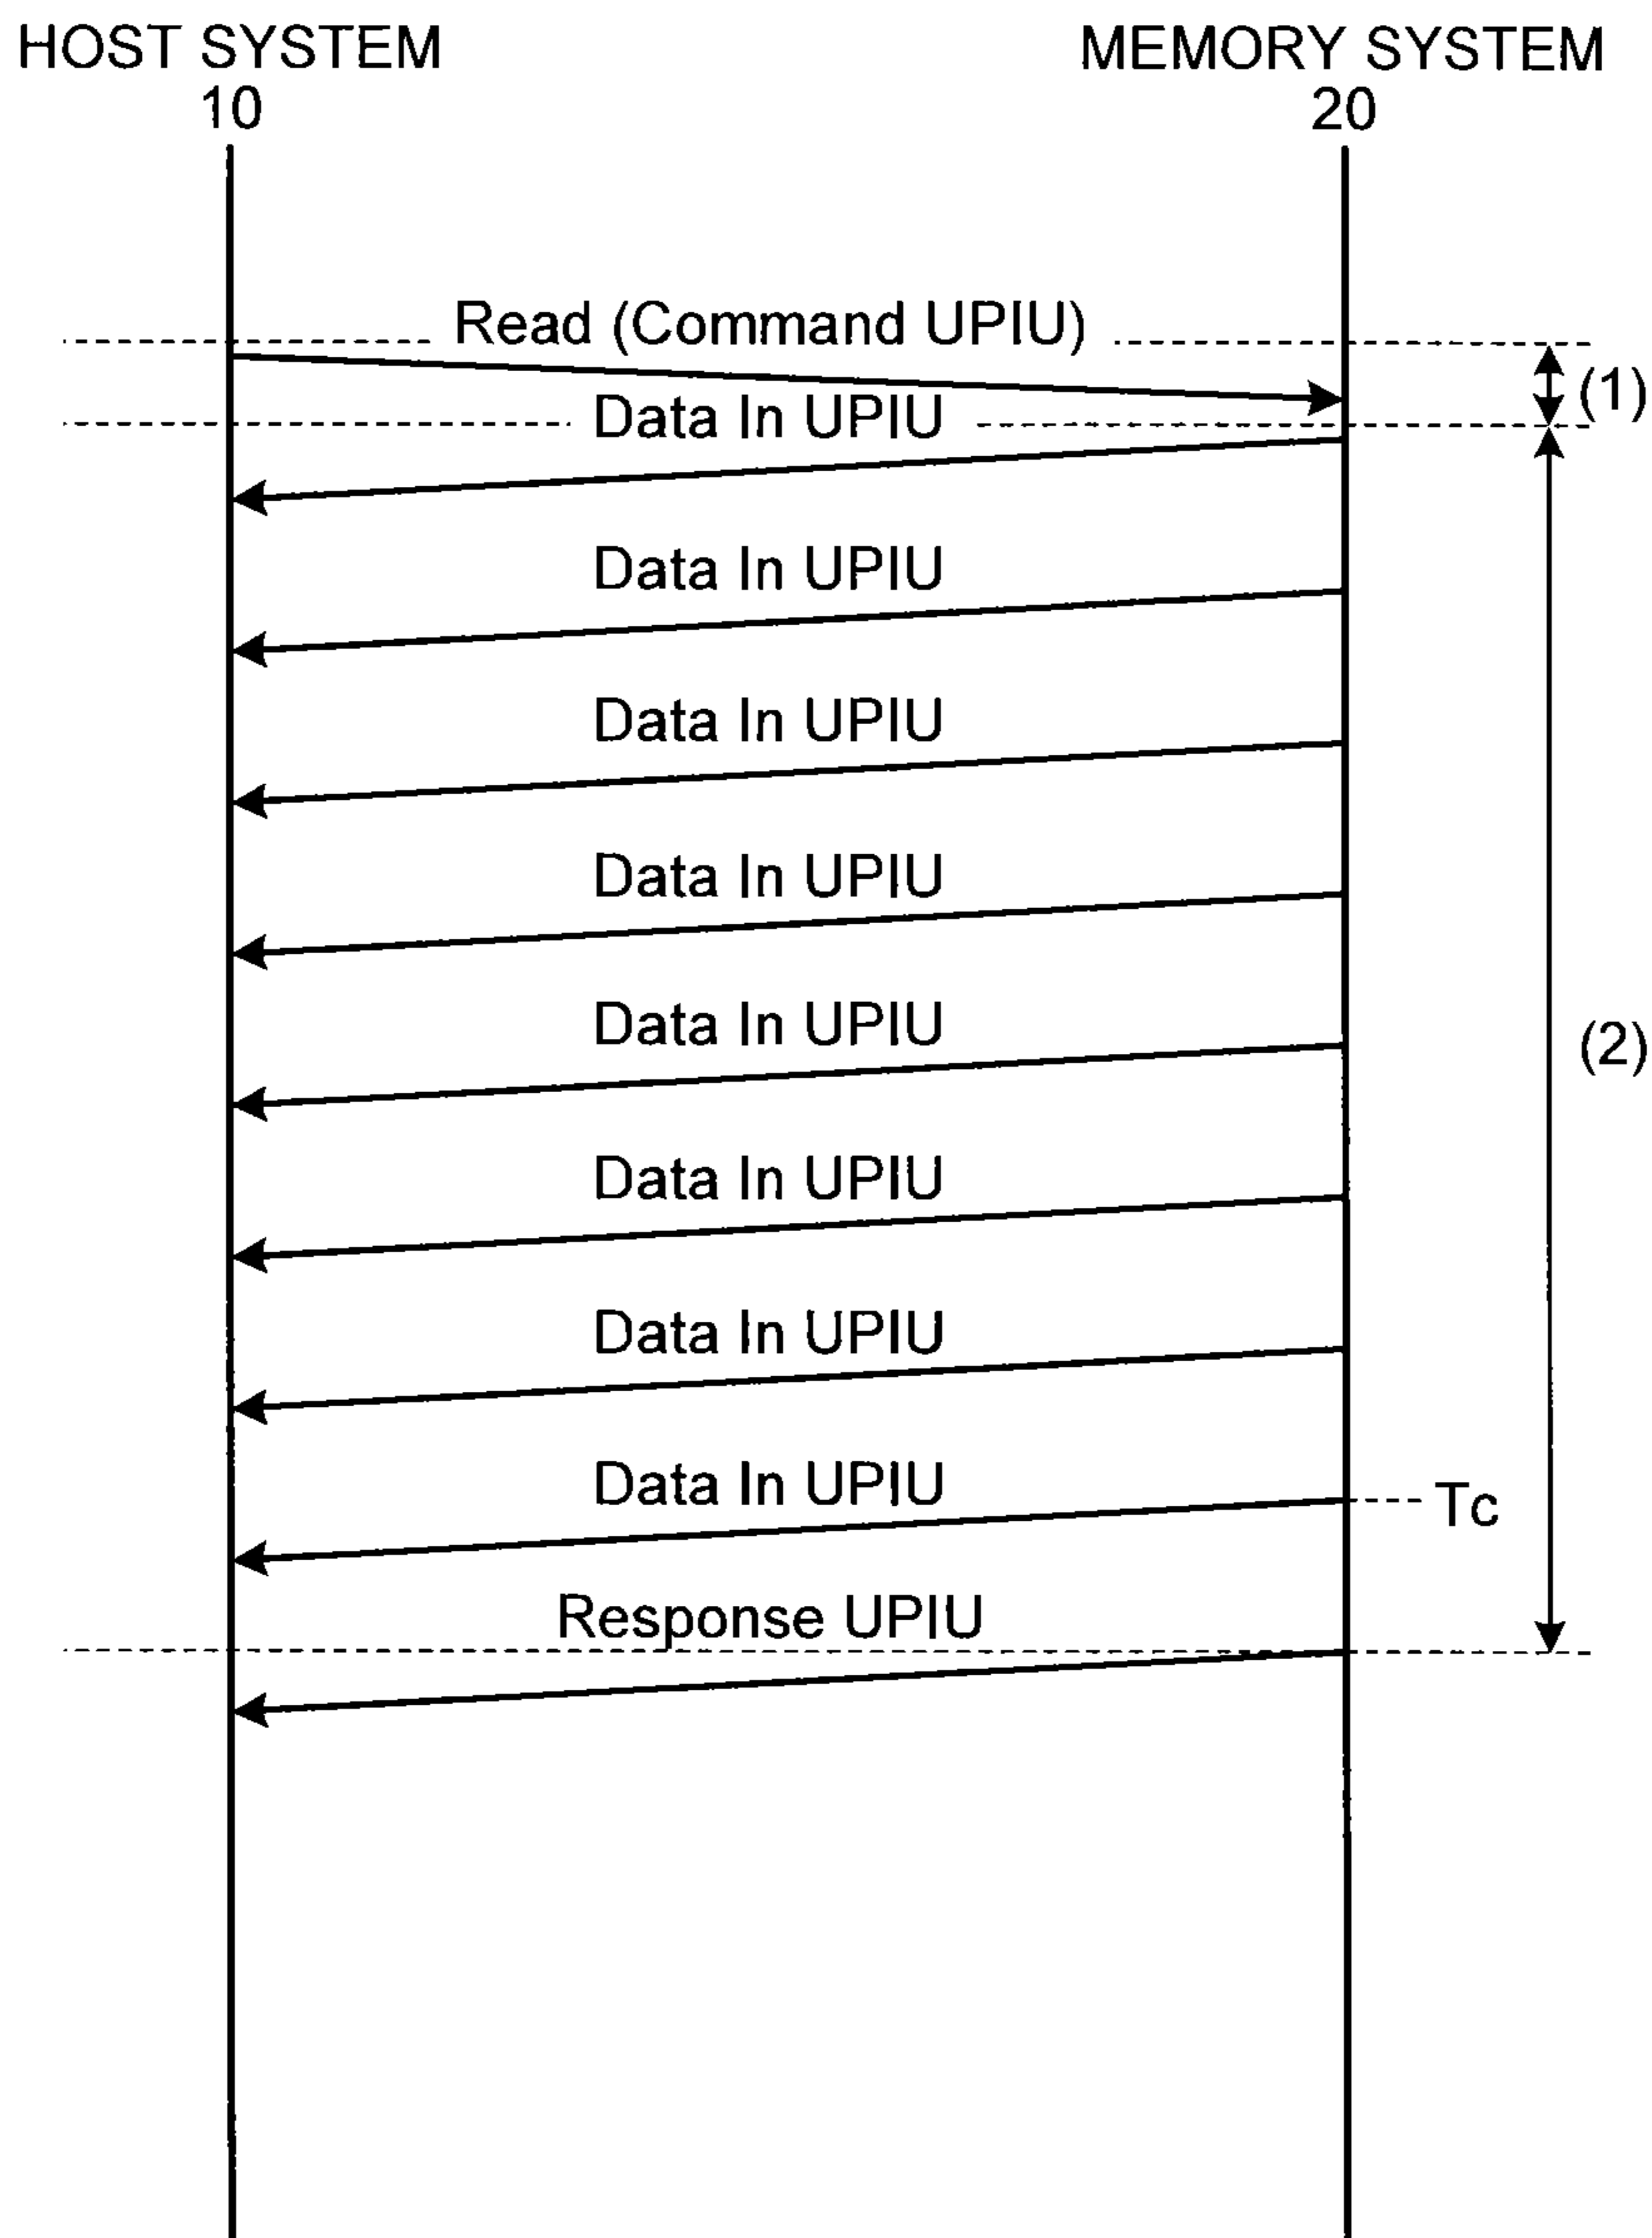 HOST SYSTEM
10
MEMORY SYSTEM
20
Read (Command UPIU)
(1)
Data In UPIU
Data In UPIU
Data In UPIU
Data In UPIU
Data In UPIU
(2)
Data In UPIU
Data In UPIU
Data In UPIU
Tc
Response UPIU